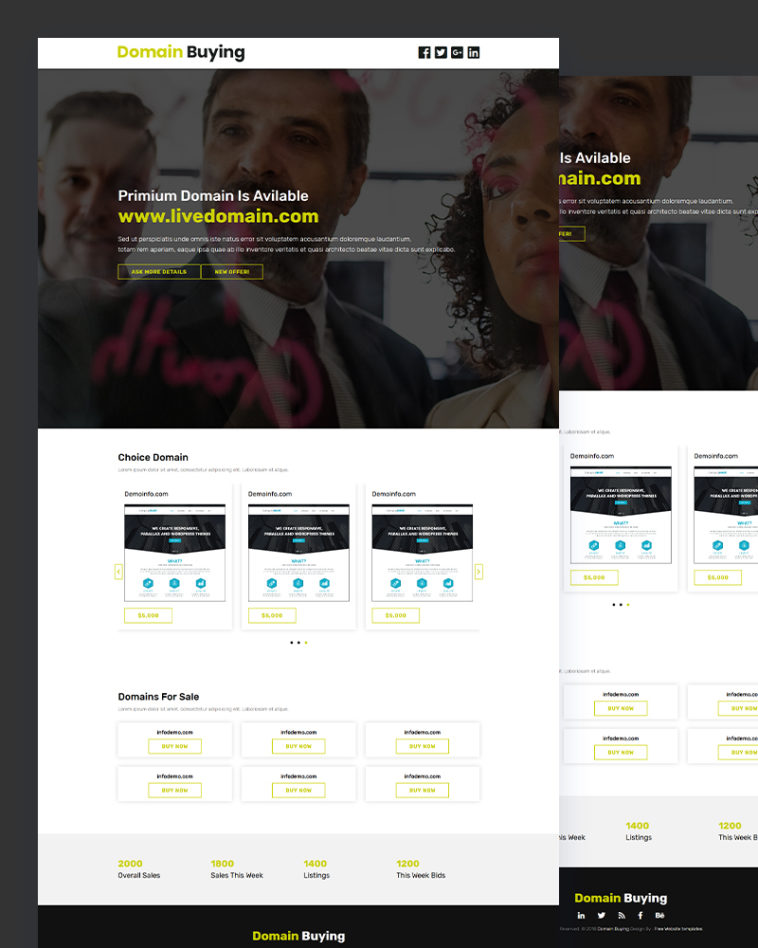 Domain Buying
Primium Domain Is Avilable
www.livedomain.com
Sed ut perspiciatis unde omnis iste natus error sit voluptatem accusantium doloremque laudantium,
totam rem aperiam, eaque ipsa quae ab illo inventore veritatis et quasi architecto beatae vitae dicta sunt explicabo.
ASK MORE DETAILS
NEW OFFER!
Growth
Choice Domain
Lorem ipsum dolor sit amet, consectetur adipisicing elit. Laboriosam et atque.
Demoinfo.com
WE CREATE RESPONSIVE,
PARALLAX AND WORDPRESS THEMES
WHAT?
$5,000
Demoinfo.com
WE CREATE RESPONSIVE,
PARALLAX AND WORDPRESS THEMES
WHAT?
$5,000
Demoinfo.com
WE CREATE RESPONSIVE,
PARALLAX AND WORDPRESS THEMES
WHAT?
$5,000
Domains For Sale
Lorem ipsum dolor sit amet, consectetur adipisicing elit. Laboriosam et atque.
infodemo.com
BUY NOW
infodemo.com
BUY NOW
infodemo.com
BUY NOW
infodemo.com
BUY NOW
infodemo.com
BUY NOW
infodemo.com
BUY NOW
2000
Overall Sales
1800
Sales This Week
1400
Listings
1200
This Week Bids
Domain Buying
Is Avilable
main.com
error sit voluptatem accusantium doloremque laudantium,
illo inventore veritatis et quasi architecto beatae vitae dicta sunt
FER!
Laboriosam et atque.
Demoinfo.com
WE CREATE RESPONSIVE,
PARALLAX AND WORDPRESS THEMES
WHAT?
$5,000
Demoinfo.com
WE CREATE RESPON
PARALLAX AND WORDPR
WHAT?
$5,000
Laboriosam et atque.
infodemo.com
BUY NOW
infodemo.com
BUY NOW
infodemo.com
BUY NOW
infodemo.com
BUY NOW
his Week
1400
Listings
1200
This Week B
Domain Buying
Reserved. © 2018 Domain Buying Design By : Free Website templates